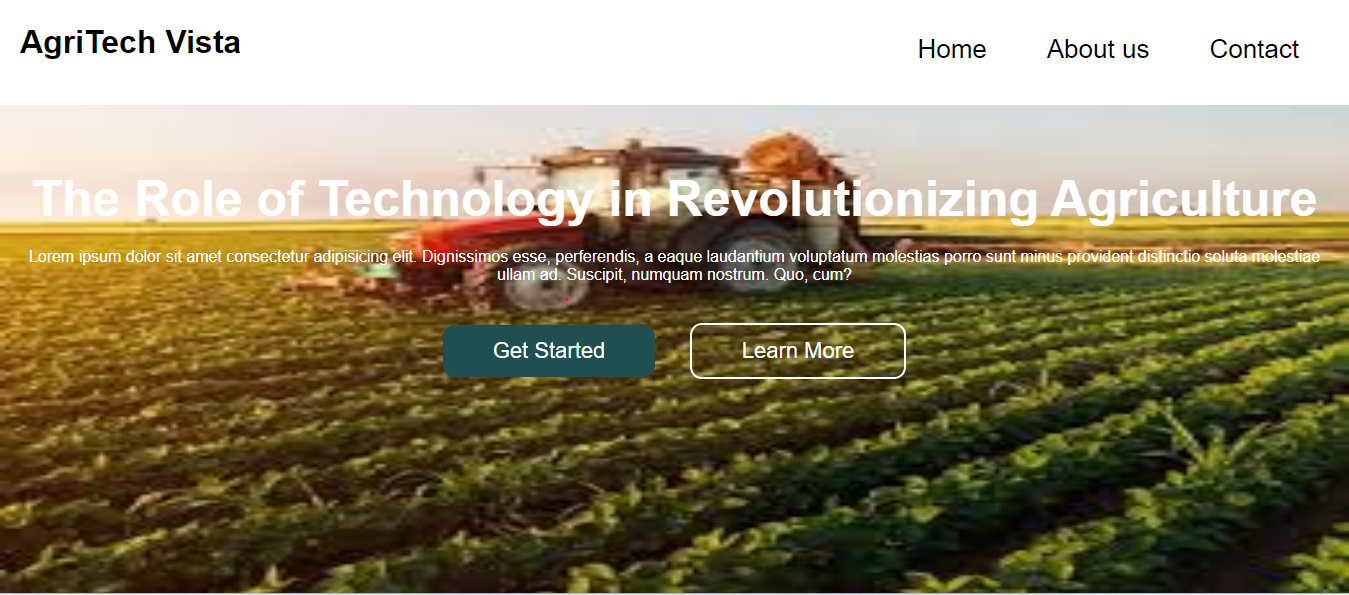 AgriTech Vista
Home About us Contact
The Role of Technology in Revolutionizing Agriculture
Lorem ipsum dolor sit amet consectetur adipisicing elit. Dignissimos esse, perferendis, a eaque laudantium voluptatum molestias porro sunt minus provident distinctio soluta molestiae
ullam ad. Suscipit, numquam nostrum. Quo, cum?
Get Started Learn More